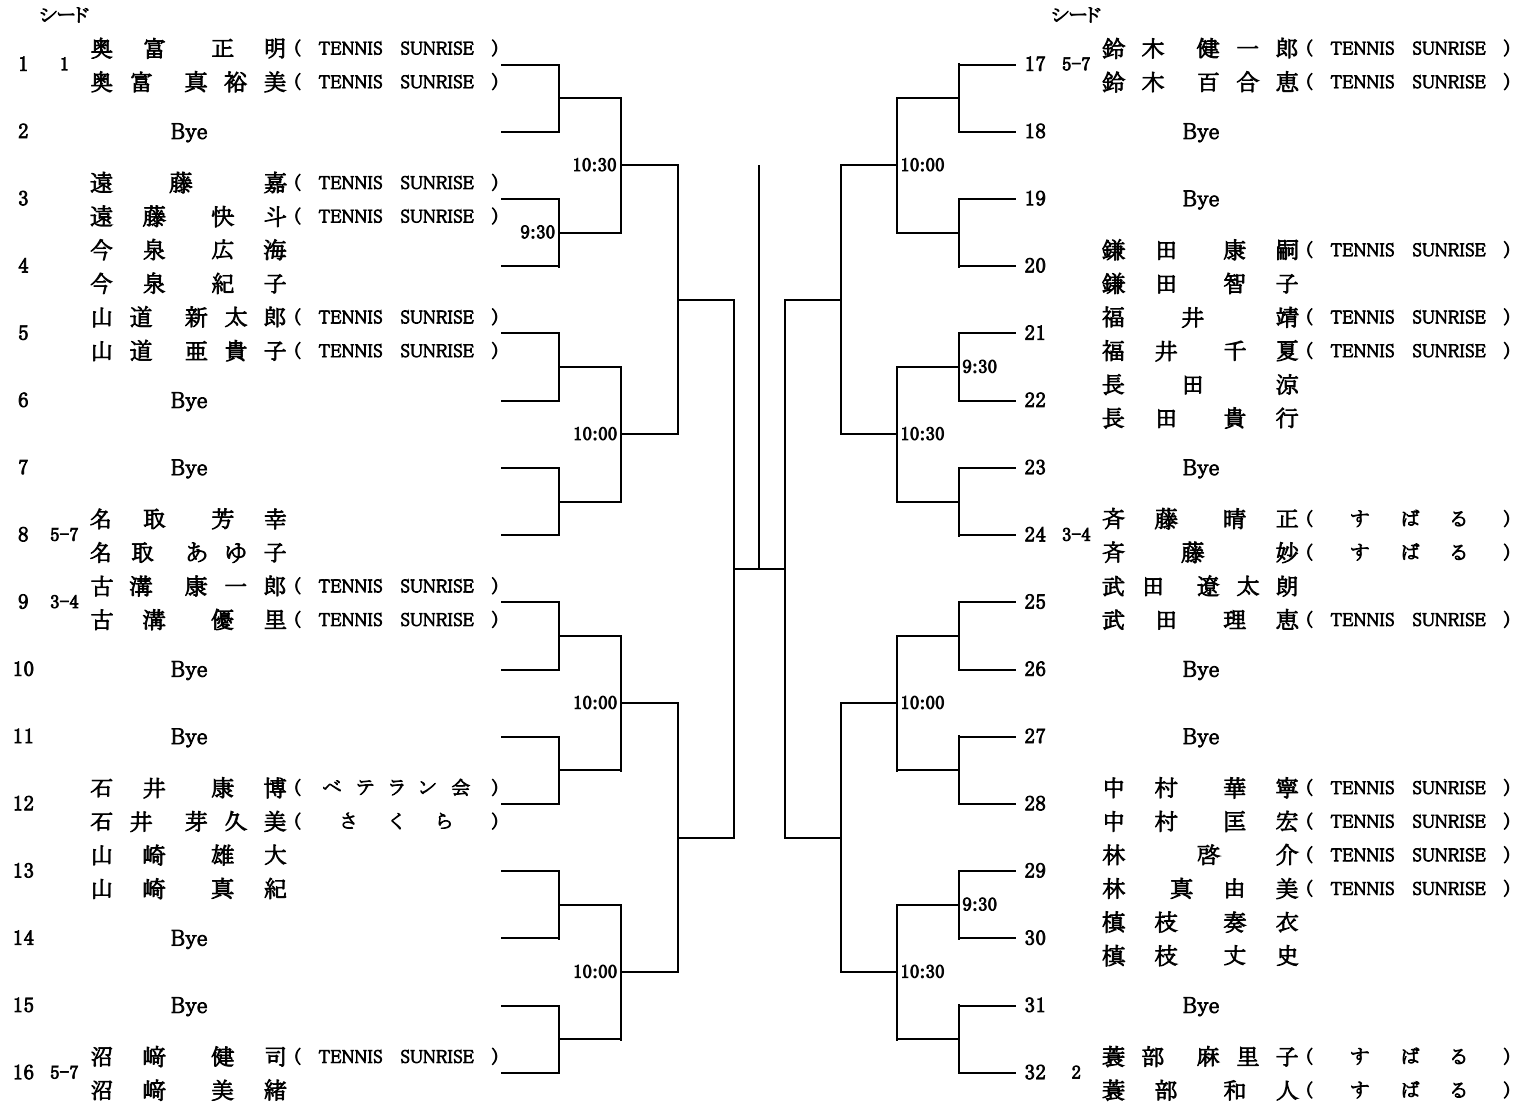 シード
1 1 奥富 正明( TENNIS SUNRISE )
奥富 真裕美( TENNIS SUNRISE )
2 Bye
10:30
3 遠藤 嘉( TENNIS SUNRISE )
遠藤 快斗( TENNIS SUNRISE )
9:30
4 今泉 広海
今泉 紀子
5 山道 新太郎( TENNIS SUNRISE )
山道 亜貴子( TENNIS SUNRISE )
6 Bye
10:00
7 Bye
8 5-7 名取 芳幸
名取 あゆ子
9 3-4 古溝 康一郎( TENNIS SUNRISE )
古溝 優里( TENNIS SUNRISE )
10 Bye
10:00
11 Bye
12 石井 康博( ベテラン会 )
石井 芽久美( さくら )
13 山崎 雄大
山崎 真紀
14 Bye
10:00
15 Bye
16 5-7 沼﨑 健司( TENNIS SUNRISE )
沼﨑 美緒
シード
17 5-7 鈴木 健一郎( TENNIS SUNRISE )
鈴木 百合恵( TENNIS SUNRISE )
18 Bye
10:00
19 Bye
20 鎌田 康嗣( TENNIS SUNRISE )
鎌田 智子
21 福井 靖( TENNIS SUNRISE )
福井 千夏( TENNIS SUNRISE )
9:30
22 長田 涼
長田 貴行
10:30
23 Bye
24 3-4 斉藤 晴正( すばる )
斉藤 妙( すばる )
25 武田 遼太朗
武田 理恵( TENNIS SUNRISE )
26 Bye
10:00
27 Bye
28 中村 華寧( TENNIS SUNRISE )
中村 匡宏( TENNIS SUNRISE )
29 林 啓介( TENNIS SUNRISE )
林 真由美( TENNIS SUNRISE )
9:30
30 槙枝 奏衣
槙枝 丈史
10:30
31 Bye
32 2 蓑部 麻里子( すばる )
蓑部 和人( すばる )